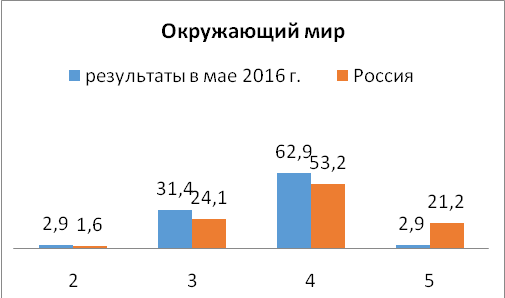 Окружающий мир
результаты в мае 2016 г. Россия
62,9
53,2
31,4
24,1
21,2
2,9 1,6
2,9
2 3 4 5